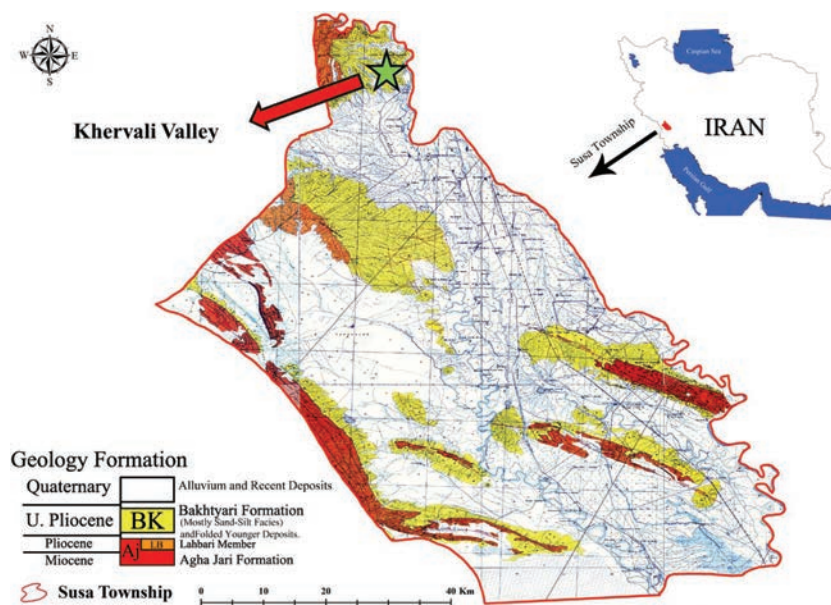 N
W E
S
Khervali Valley
Caspian Sea
IRAN
Susa Township
Persian Gulf
Geology Formation
Quaternary Alluvium and Recent Deposits
U. Pliocene BK Bakhtyari Formation
(Mostly Sand-Silt Facies)
andFolded Younger Deposits.
Pliocene LB Lahbari Member
Miocene Aj Agha Jari Formation
Susa Township
0 10 20 40 Km